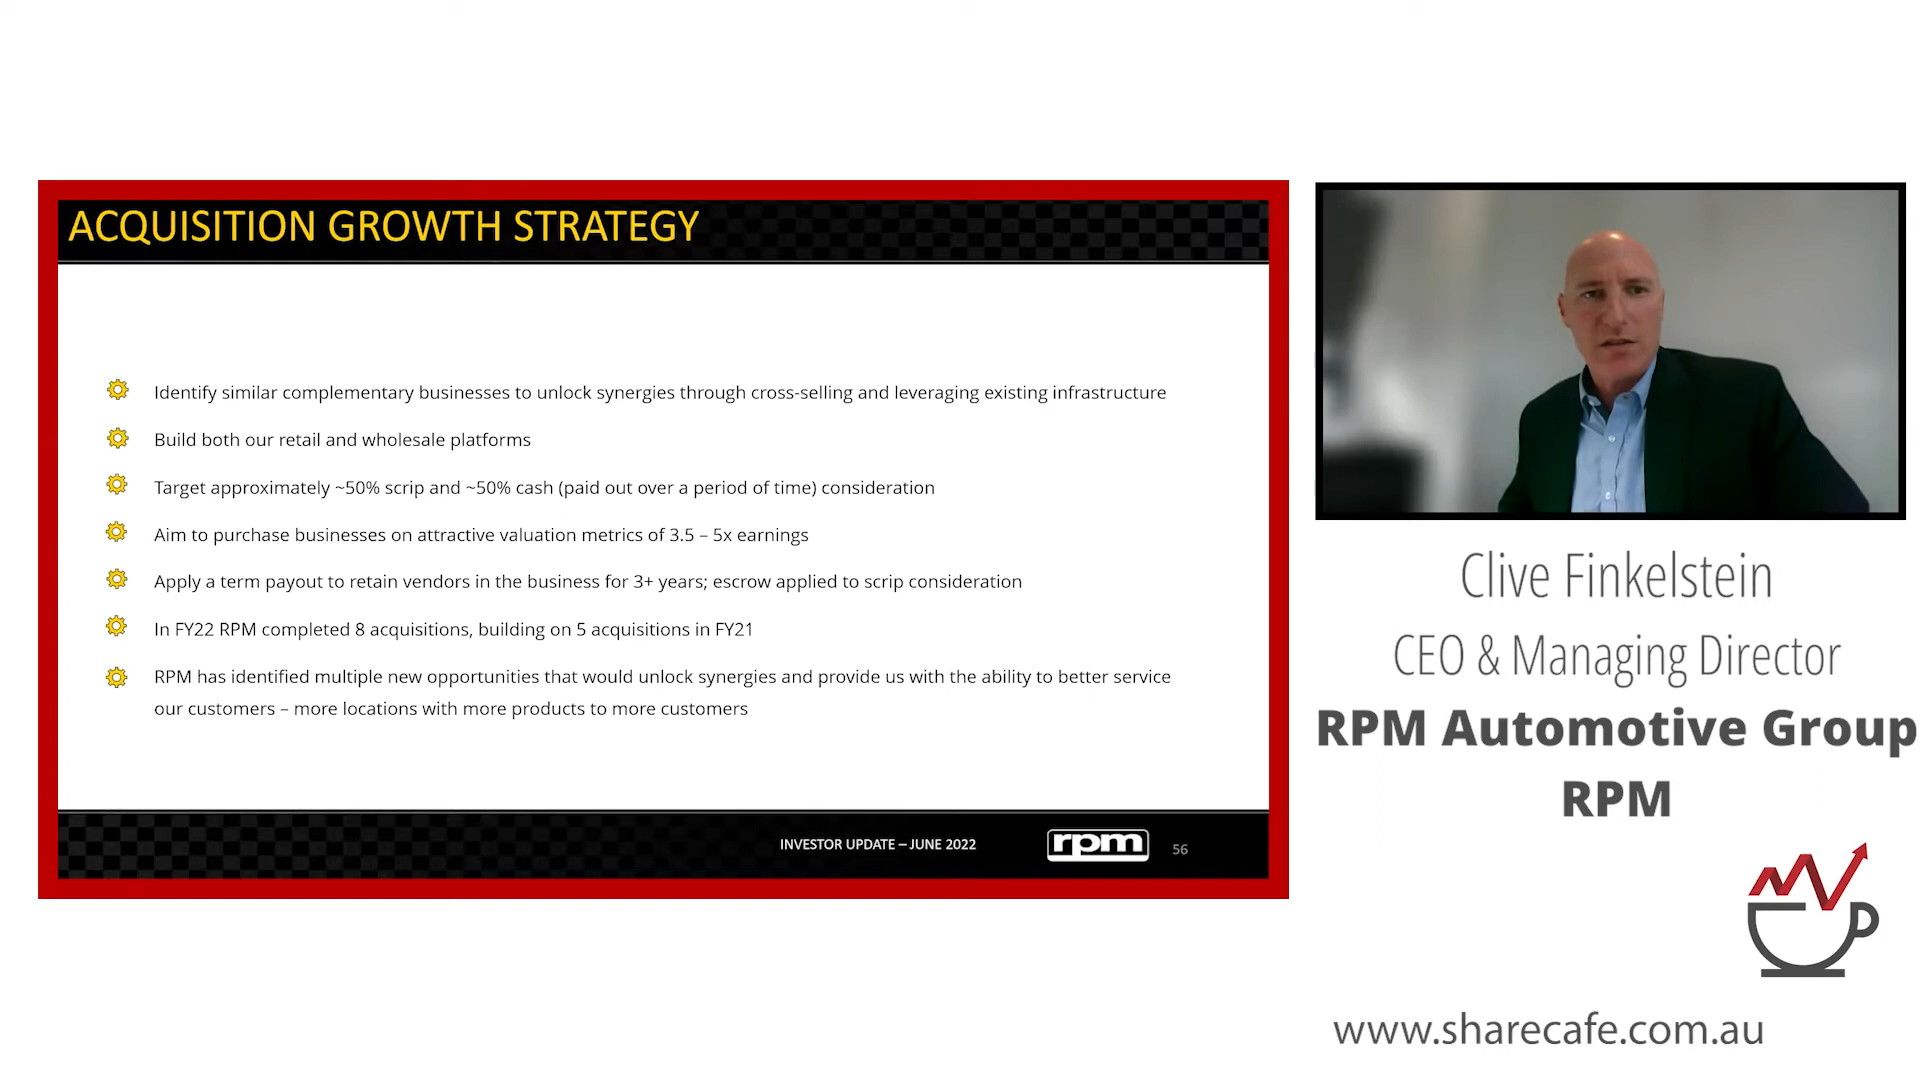 ACQUISITION GROWTH STRATEGY
Identify similar complementary businesses to unlock synergies through cross-selling and leveraging existing infrastructure
Build both our retail and wholesale platforms
Target approximately ~50% scrip and ~50% cash (paid out over a period of time) consideration
Aim to purchase businesses on attractive valuation metrics of 3.5 – 5x earnings
Apply a term payout to retain vendors in the business for 3+ years; escrow applied to scrip consideration
In FY22 RPM completed 8 acquisitions, building on 5 acquisitions in FY21
RPM has identified multiple new opportunities that would unlock synergies and provide us with the ability to better service
our customers – more locations with more products to more customers
INVESTOR UPDATE – JUNE 2022
rpm
56
Clive Finkelstein
CEO & Managing Director
RPM Automotive Group
RPM
www.sharecafe.com.au